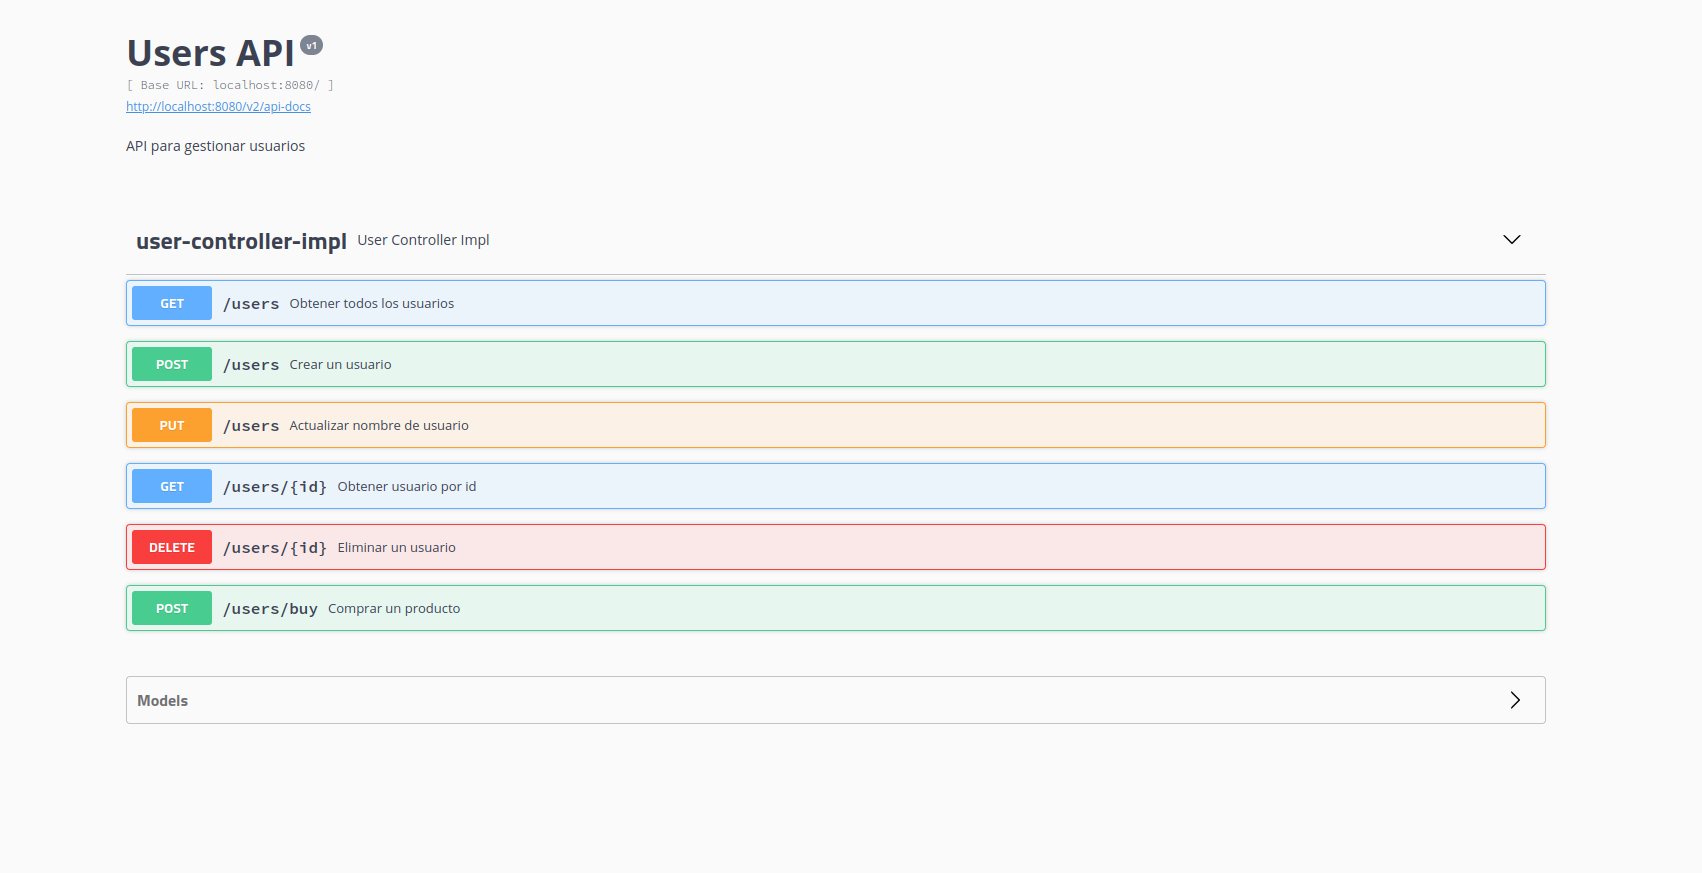 Users API v1
[ Base URL: localhost:8080/ ]
http://localhost:8080/v2/api-docs
API para gestionar usuarios
user-controller-impl User Controller Impl
GET /users Obtener todos los usuarios
POST /users Crear un usuario
PUT /users Actualizar nombre de usuario
GET /users/{id} Obtener usuario por id
DELETE /users/{id} Eliminar un usuario
POST /users/buy Comprar un producto
Models